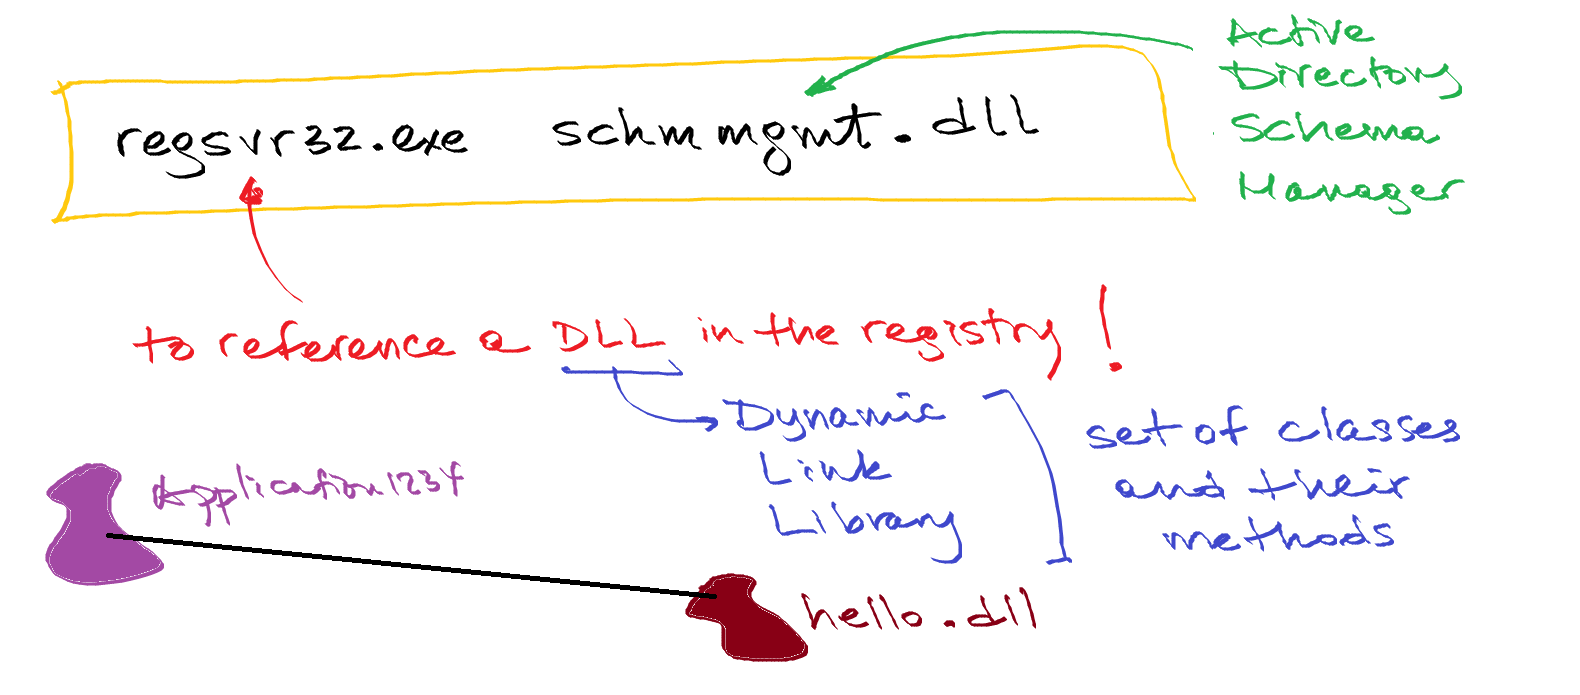 Active
Directory
Schema
Manager
regsvr32.exe schmmgmt.dll
to reference a DLL in the registry!
Dynamic
Link
Library
set of classes
and their
methods
Application1234
hello.dll